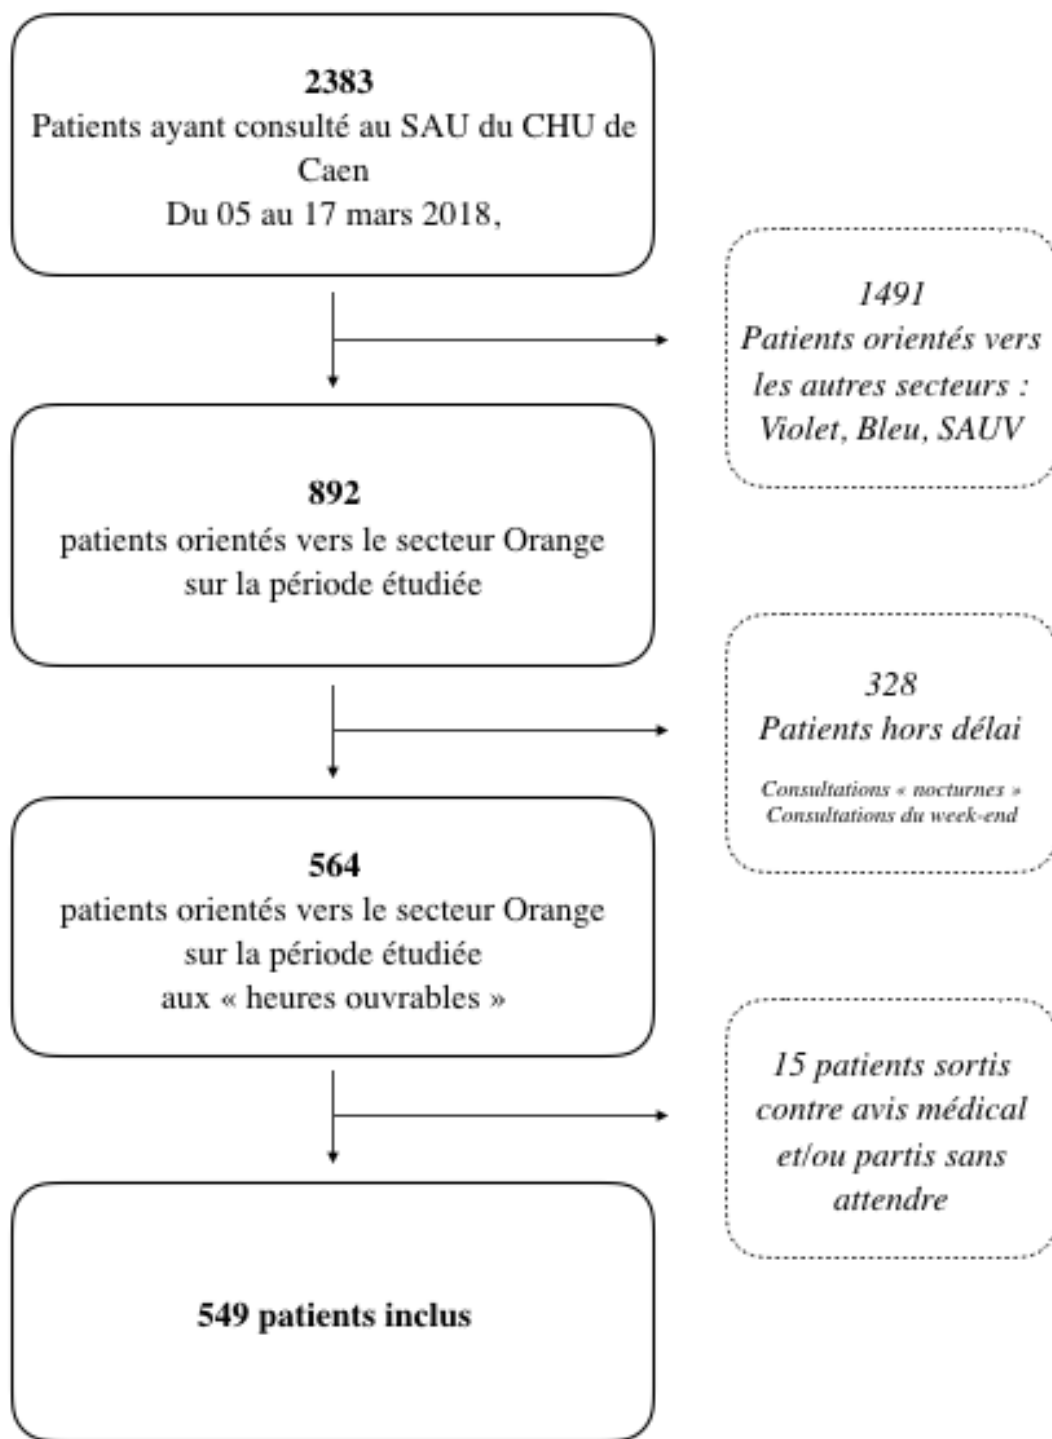 2383
Patients ayant consulté au SAU du CHU de
Caen
Du 05 au 17 mars 2018,
1491
Patients orientés vers
les autres secteurs :
Violet, Bleu, SAUV
892
patients orientés vers le secteur Orange
sur la période étudiée
328
Patients hors délai
Consultations « nocturnes »
Consultations du week-end
564
patients orientés vers le secteur Orange
sur la période étudiée
aux « heures ouvrables »
15 patients sortis
contre avis médical
et/ou partis sans
attendre
549 patients inclus